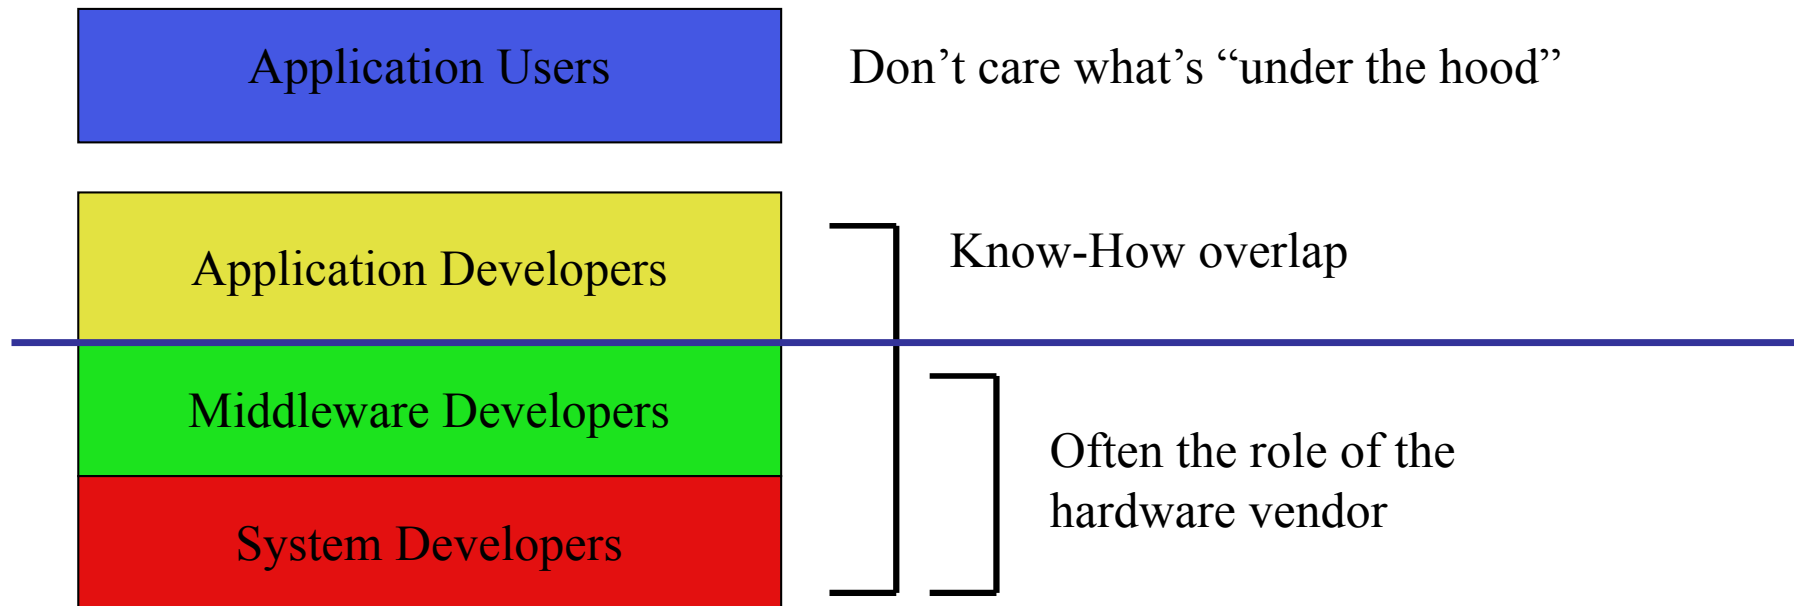 Application Users
Don’t care what’s “under the hood”
Application Developers
Know-How overlap
Middleware Developers
Often the role of the
hardware vendor
System Developers